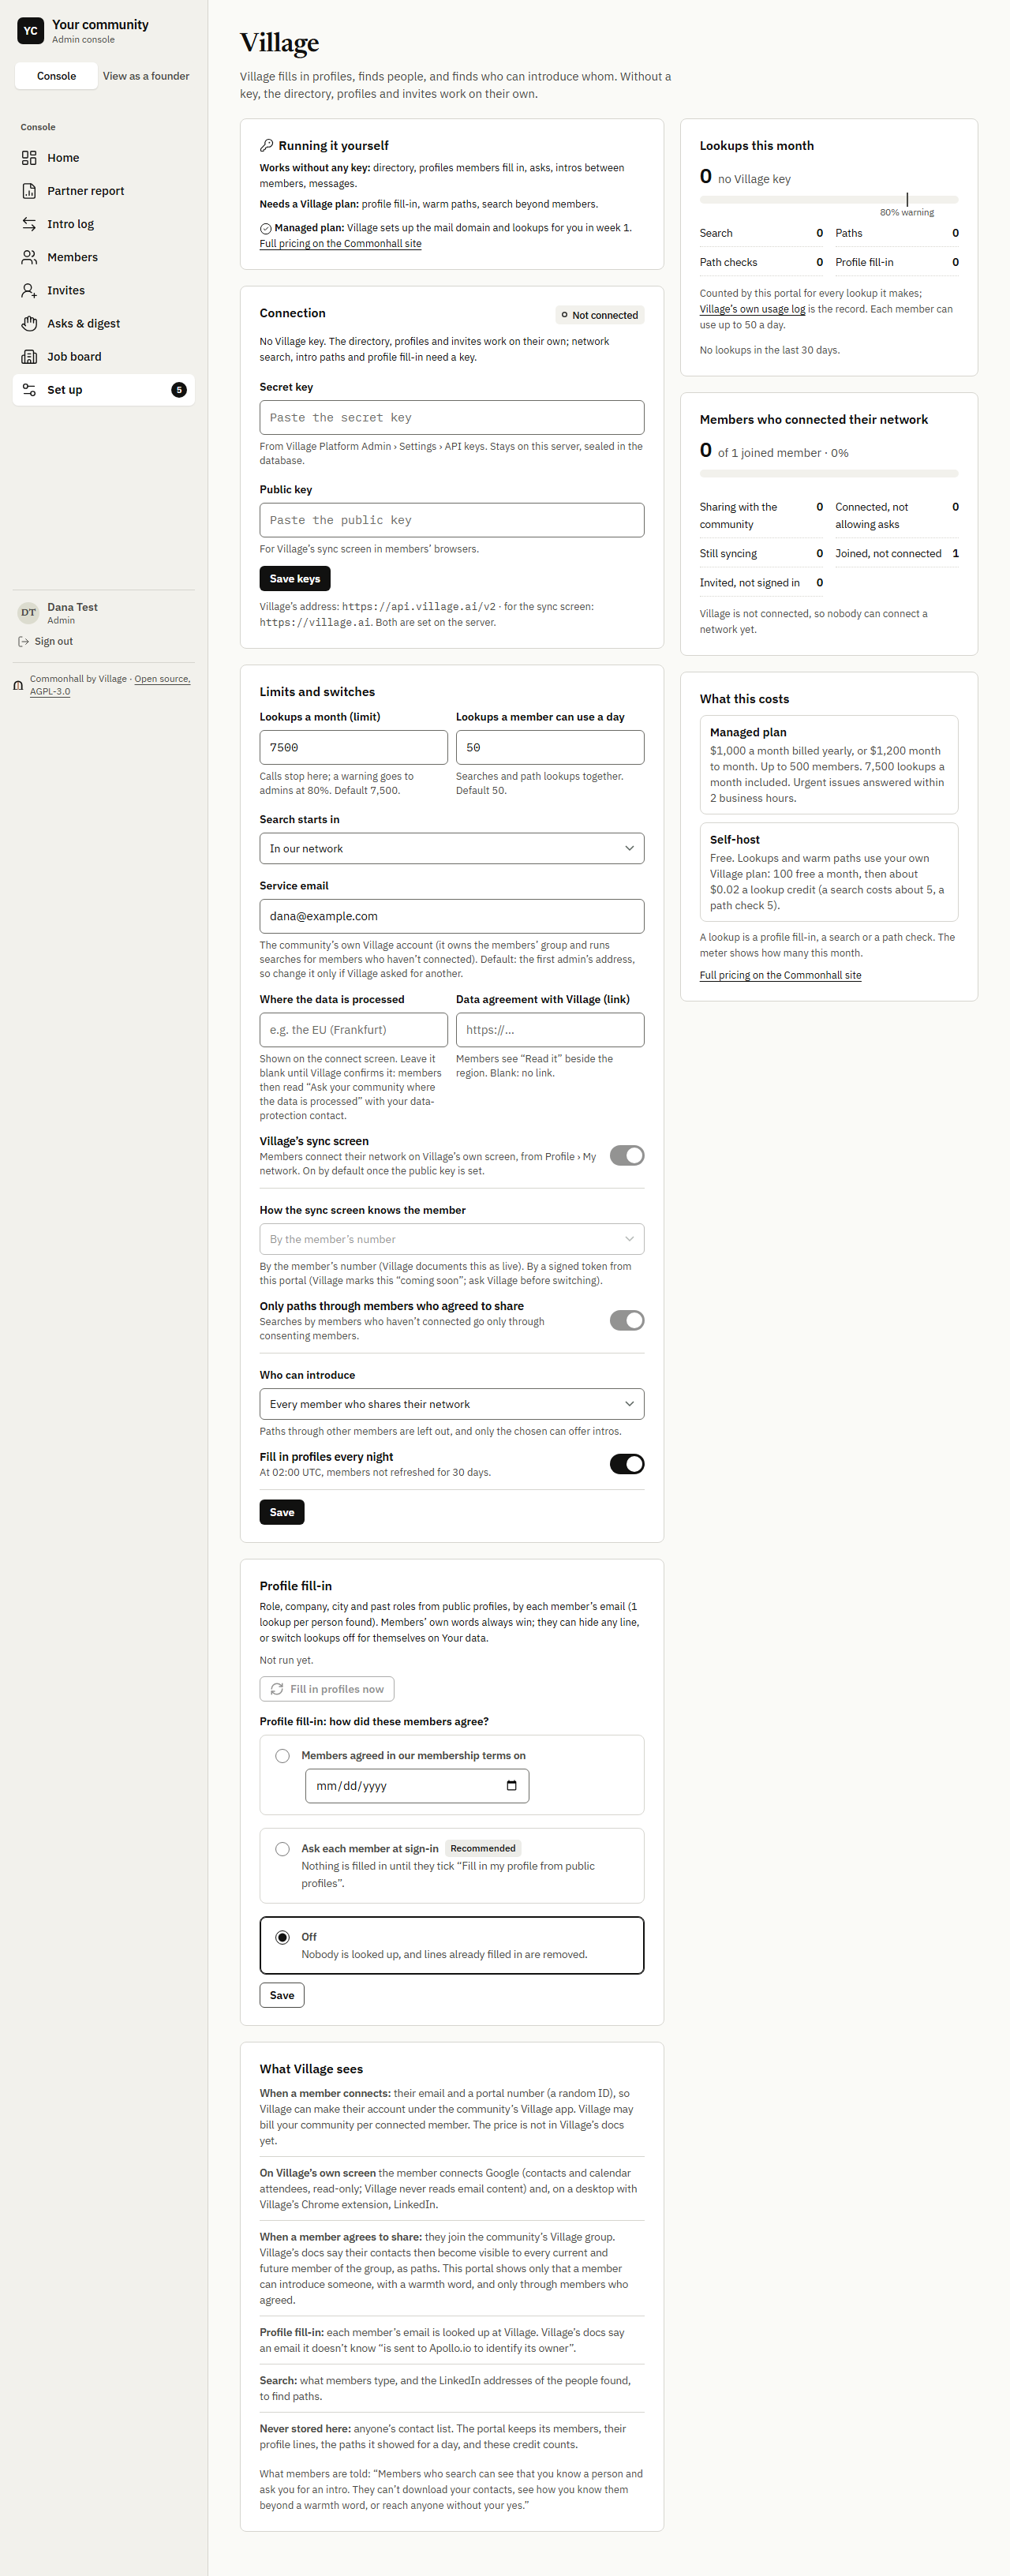 YC
Your community
Admin console
Console
View as a founder
Console
Home
Partner report
Intro log
Members
Invites
Asks & digest
Job board
Set up
5
DT
Dana Test
Admin
Sign out
Commonhall by Village · Open source,
AGPL-3.0
Village
Village fills in profiles, finds people, and finds who can introduce whom. Without a
key, the directory, profiles and invites work on their own.
Running it yourself
Works without any key: directory, profiles members fill in, asks, intros between
members, messages.
Needs a Village plan: profile fill-in, warm paths, search beyond members.
Managed plan: Village sets up the mail domain and lookups for you in week 1.
Full pricing on the Commonhall site
Connection
Not connected
No Village key. The directory, profiles and invites work on their own; network
search, intro paths and profile fill-in need a key.
Secret key
Paste the secret key
From Village Platform Admin › Settings › API keys. Stays on this server, sealed in the
database.
Public key
Paste the public key
For Village’s sync screen in members’ browsers.
Save keys
Village’s address: https://api.village.ai/v2 · for the sync screen:
https://village.ai. Both are set on the server.
Limits and switches
Lookups a month (limit)
7500
Calls stop here; a warning goes to
admins at 80%. Default 7,500.
Lookups a member can use a day
50
Searches and path lookups together.
Default 50.
Search starts in
In our network
Service email
dana@example.com
The community’s own Village account (it owns the members’ group and runs
searches for members who haven’t connected). Default: the first admin’s address,
so change it only if Village asked for another.
Where the data is processed
e.g. the EU (Frankfurt)
Shown on the connect screen. Leave it
blank until Village confirms it: members
then read “Ask your community where
the data is processed” with your data-
protection contact.
Data agreement with Village (link)
https://…
Members see “Read it” beside the
region. Blank: no link.
Village’s sync screen
Members connect their network on Village’s own screen, from Profile › My
network. On by default once the public key is set.
How the sync screen knows the member
By the member’s number
By the member’s number (Village documents this as live). By a signed token from
this portal (Village marks this “coming soon”; ask Village before switching).
Only paths through members who agreed to share
Searches by members who haven’t connected go only through
consenting members.
Who can introduce
Every member who shares their network
Paths through other members are left out, and only the chosen can offer intros.
Fill in profiles every night
At 02:00 UTC, members not refreshed for 30 days.
Save
Profile fill-in
Role, company, city and past roles from public profiles, by each member’s email (1
lookup per person found). Members’ own words always win; they can hide any line,
or switch lookups off for themselves on Your data.
Not run yet.
Fill in profiles now
Profile fill-in: how did these members agree?
Members agreed in our membership terms on
mm/dd/yyyy
Ask each member at sign-in Recommended
Nothing is filled in until they tick “Fill in my profile from public
profiles”.
Off
Nobody is looked up, and lines already filled in are removed.
Save
What Village sees
When a member connects: their email and a portal number (a random ID), so
Village can make their account under the community’s Village app. Village may
bill your community per connected member. The price is not in Village’s docs
yet.
On Village’s own screen the member connects Google (contacts and calendar
attendees, read-only; Village never reads email content) and, on a desktop with
Village’s Chrome extension, LinkedIn.
When a member agrees to share: they join the community’s Village group.
Village’s docs say their contacts then become visible to every current and
future member of the group, as paths. This portal shows only that a member
can introduce someone, with a warmth word, and only through members who
agreed.
Profile fill-in: each member’s email is looked up at Village. Village’s docs say
an email it doesn’t know “is sent to Apollo.io to identify its owner”.
Search: what members type, and the LinkedIn addresses of the people found,
to find paths.
Never stored here: anyone’s contact list. The portal keeps its members, their
profile lines, the paths it showed for a day, and these credit counts.
What members are told: “Members who search can see that you know a person and
ask you for an intro. They can’t download your contacts, see how you know them
beyond a warmth word, or reach anyone without your yes.”
Lookups this month
0 no Village key
80% warning
Search 0
Paths 0
Path checks 0
Profile fill-in 0
Counted by this portal for every lookup it makes;
Village’s own usage log is the record. Each member can
use up to 50 a day.
No lookups in the last 30 days.
Members who connected their network
0 of 1 joined member · 0%
Sharing with the
community 0
Connected, not
allowing asks 0
Still syncing 0
Joined, not connected 1
Invited, not signed in 0
Village is not connected, so nobody can connect a
network yet.
What this costs
Managed plan
$1,000 a month billed yearly, or $1,200 month
to month. Up to 500 members. 7,500 lookups a
month included. Urgent issues answered within
2 business hours.
Self-host
Free. Lookups and warm paths use your own
Village plan: 100 free a month, then about
$0.02 a lookup credit (a search costs about 5, a
path check 5).
A lookup is a profile fill-in, a search or a path check. The
meter shows how many this month.
Full pricing on the Commonhall site